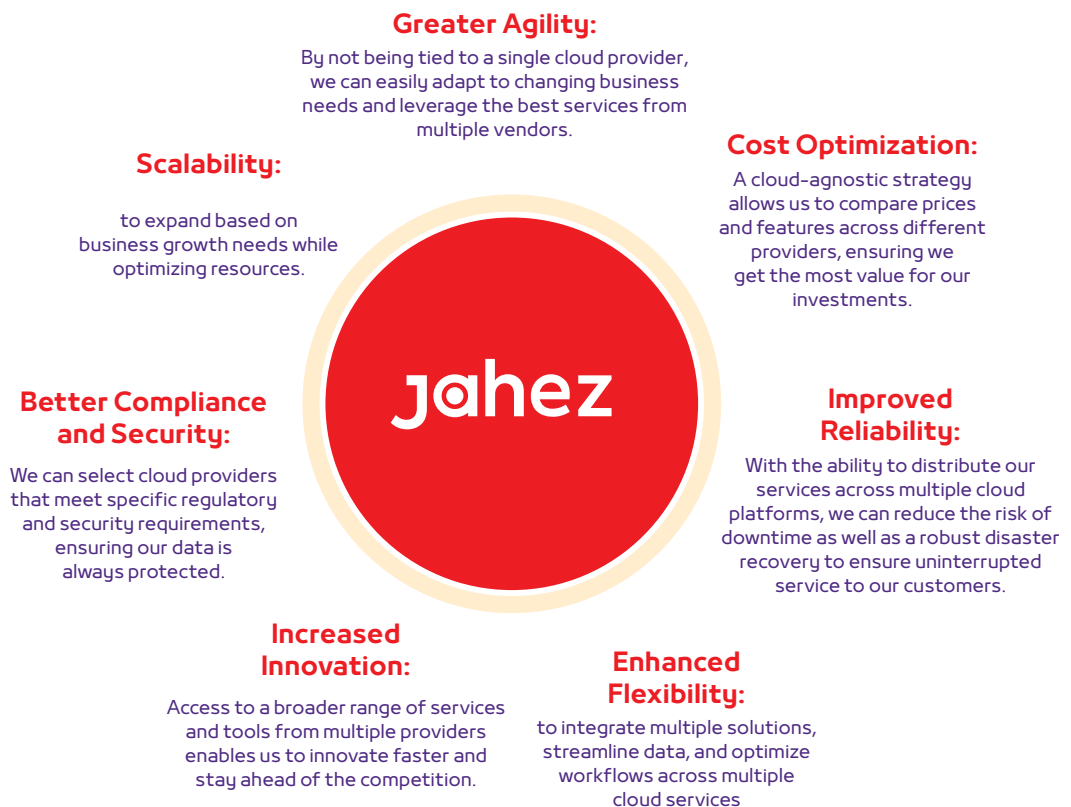 Greater Agility:
By not being tied to a single cloud provider,
we can easily adapt to changing business
needs and leverage the best services from
multiple vendors.
Cost Optimization:
A cloud-agnostic strategy
allows us to compare prices
and features across different
providers, ensuring we
get the most value for our
investments.
Improved
Reliability:
With the ability to distribute our
services across multiple cloud
platforms, we can reduce the risk of
downtime as well as a robust disaster
recovery to ensure uninterrupted
service to our customers.
Enhanced
Flexibility:
to integrate multiple solutions,
streamline data, and optimize
workflows across multiple
cloud services
Increased
Innovation:
Access to a broader range of services
and tools from multiple providers
enables us to innovate faster and
stay ahead of the competition.
Better Compliance
and Security:
We can select cloud providers
that meet specific regulatory
and security requirements,
ensuring our data is
always protected.
Scalability:
to expand based on
business growth needs while
optimizing resources.
jahez